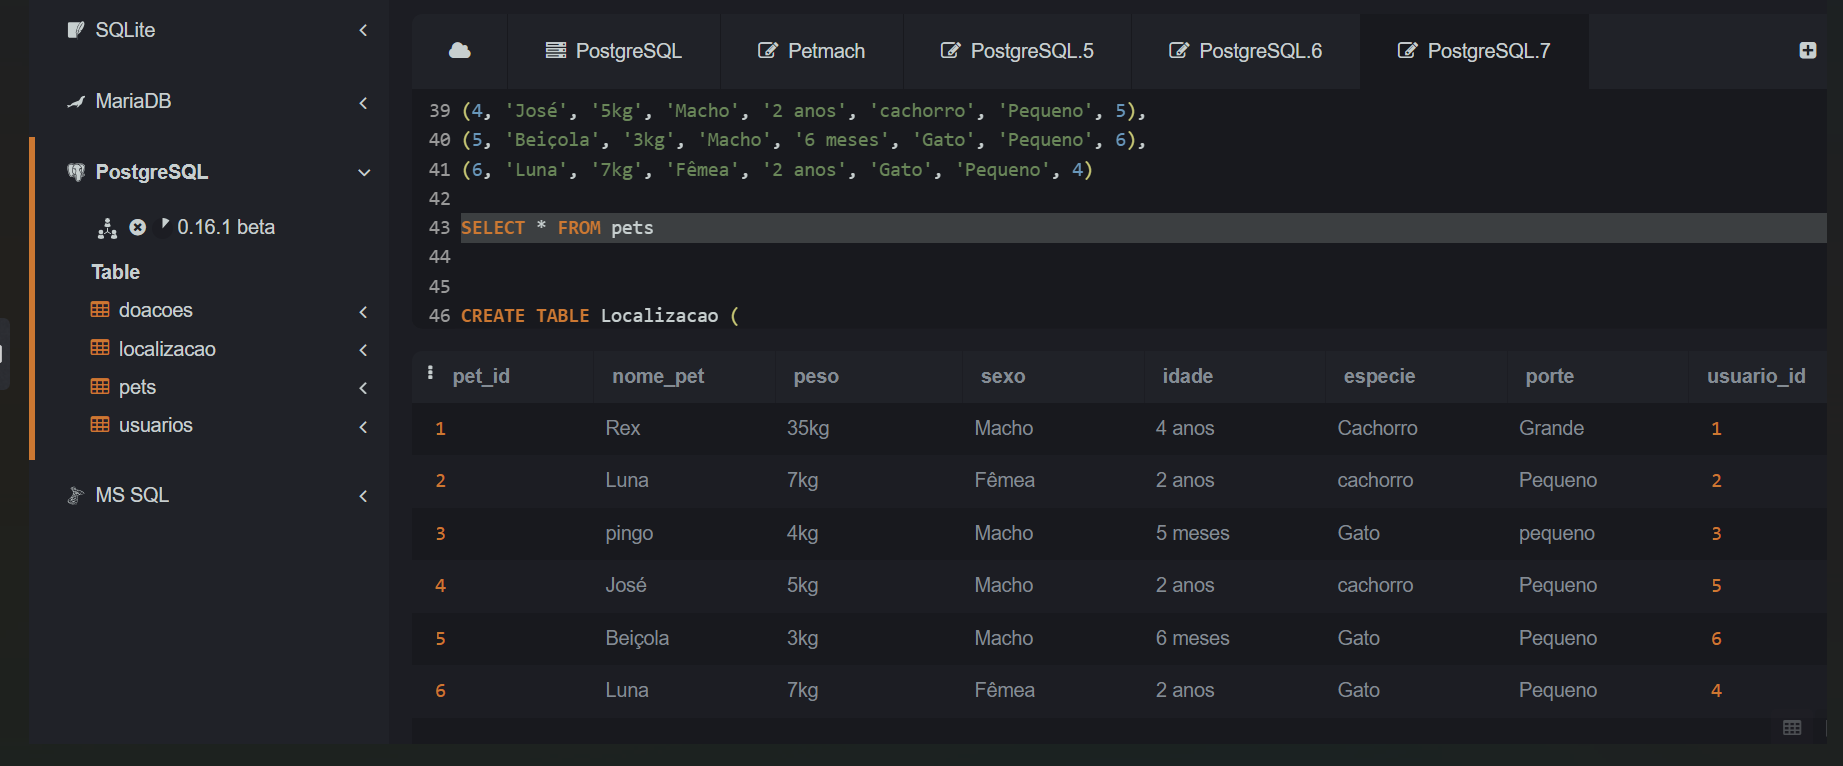 SQLite
MariaDB
PostgreSQL
0.16.1 beta
Table
doacoes
localizacao
pets
usuarios
MS SQL
PostgreSQL Petmach PostgreSQL.5 PostgreSQL.6 PostgreSQL.7
39 (4, 'José', '5kg', 'Macho', '2 anos', 'cachorro', 'Pequeno', 5),
40 (5, 'Beiçola', '3kg', 'Macho', '6 meses', 'Gato', 'Pequeno', 6),
41 (6, 'Luna', '7kg', 'Fêmea', '2 anos', 'Gato', 'Pequeno', 4)
42
43 SELECT * FROM pets
44
45
46 CREATE TABLE Localizacao (
pet_id nome_pet peso sexo idade especie porte usuario_id
1 Rex 35kg Macho 4 anos Cachorro Grande 1
2 Luna 7kg Fêmea 2 anos cachorro Pequeno 2
3 pingo 4kg Macho 5 meses Gato pequeno 3
4 José 5kg Macho 2 anos cachorro Pequeno 5
5 Beiçola 3kg Macho 6 meses Gato Pequeno 6
6 Luna 7kg Fêmea 2 anos Gato Pequeno 4